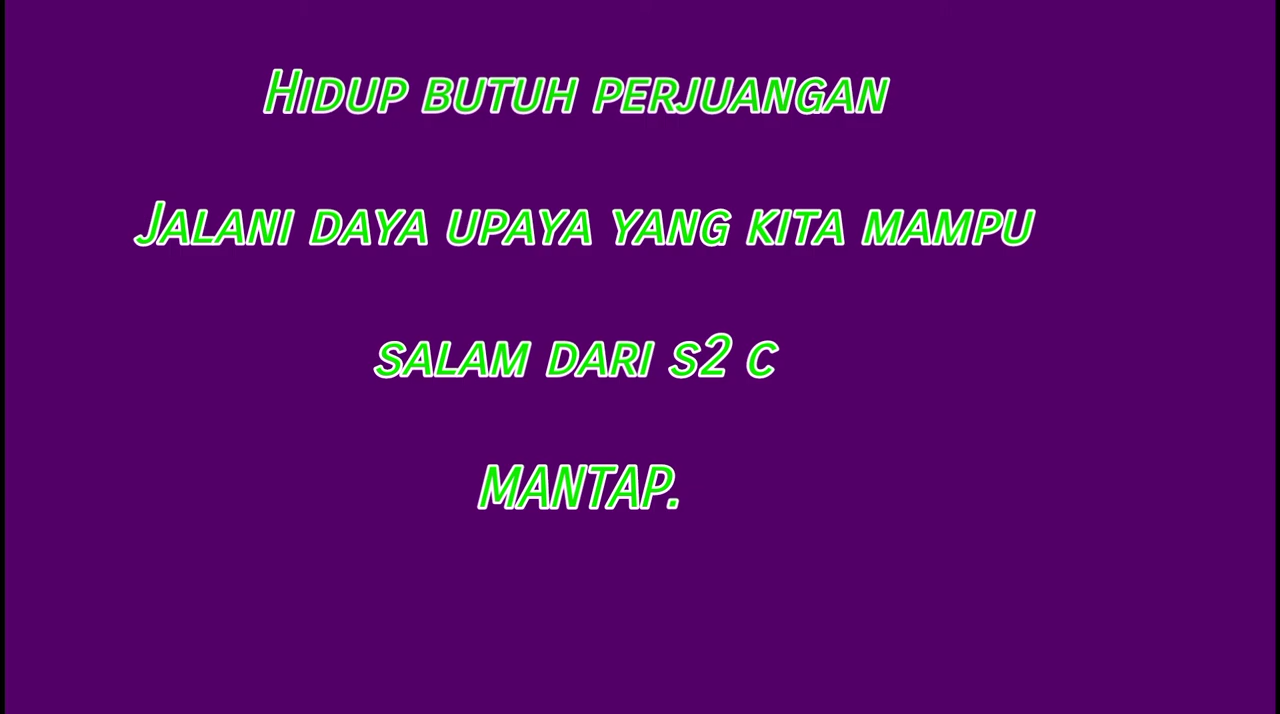 Hidup butuh perjuangan
Jalani daya upaya yang kita mampu
salam dari s2 c
MANTAP.